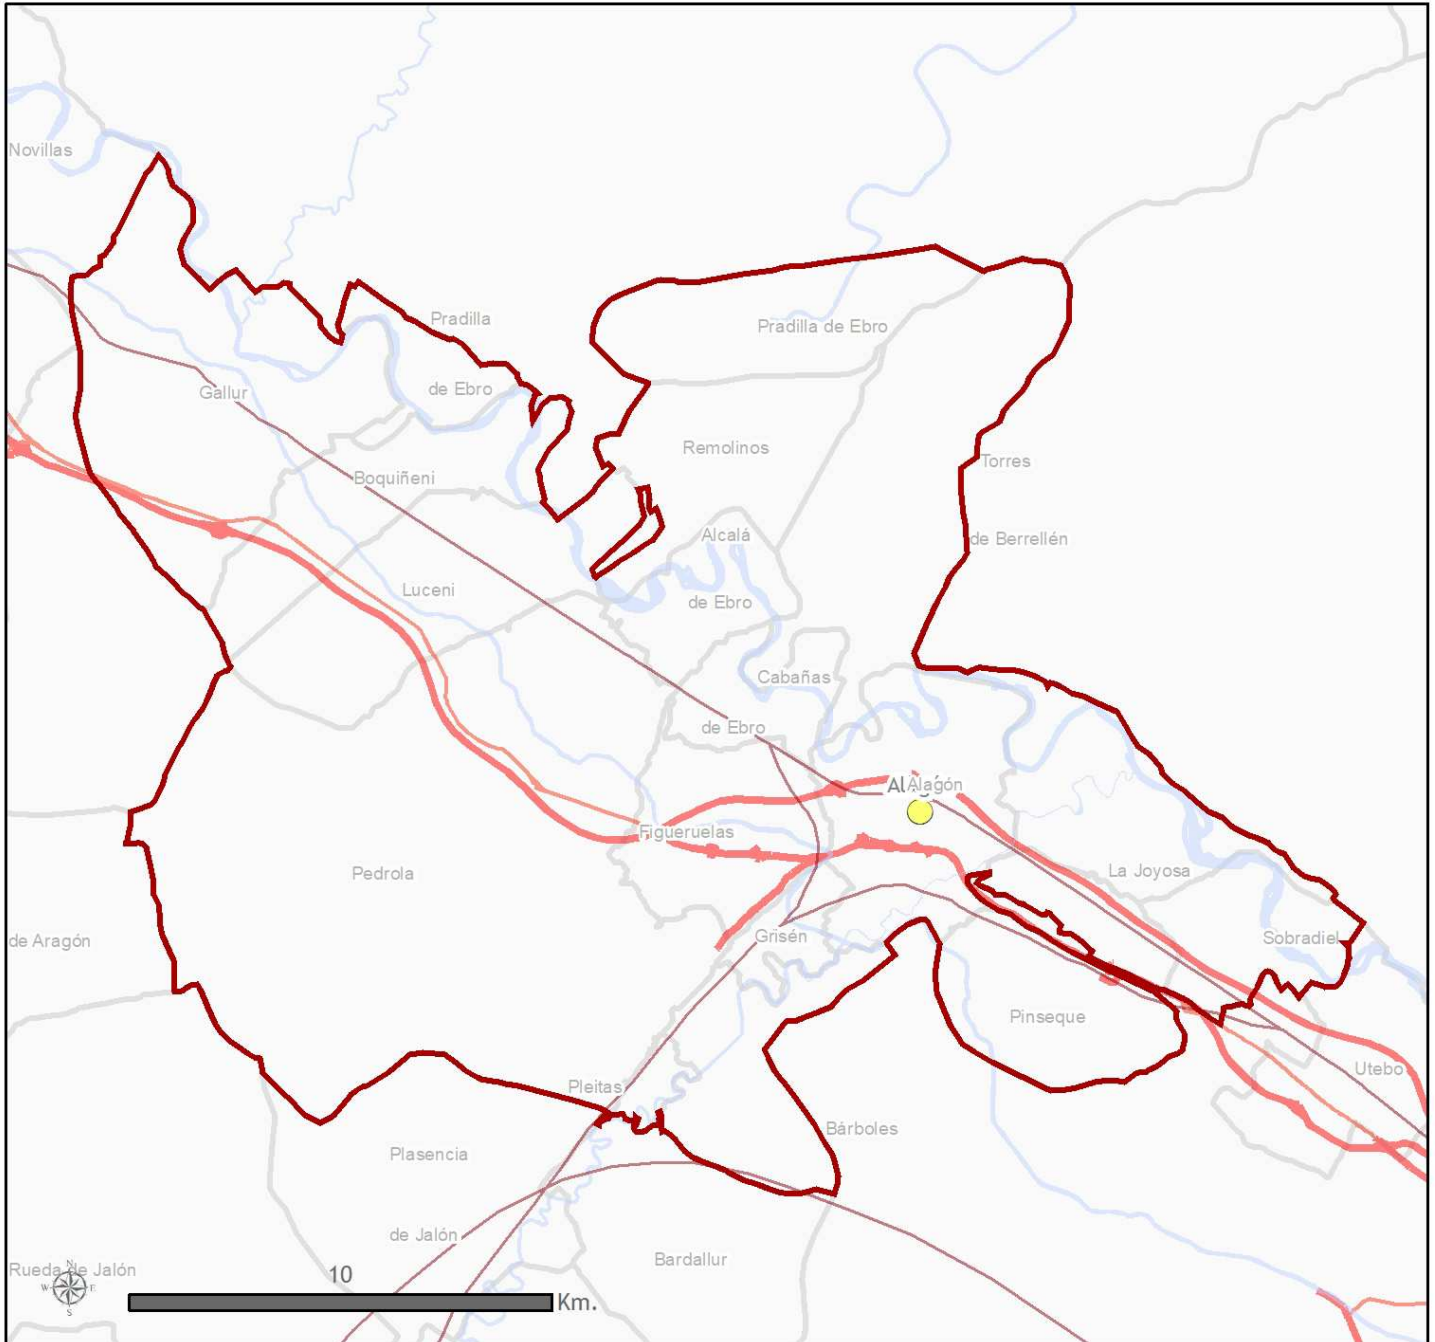 Novillas
Pradilla
Pradilla de Ebro
de Ebro
Gallur
Remolinos
Torres
Boquiñeni
Alcalá
de Berrellén
Luceni
de Ebro
Cabañas
de Ebro
Alagón
Figueruelas
Pedrola
La Joyosa
de Aragón
Grisén
Sobradiel
Pinseque
Utebo
Pleitas
Bárboles
Plasencia
de Jalón
Bardallur
Rueda de Jalón
N
W E
S
10
Km.